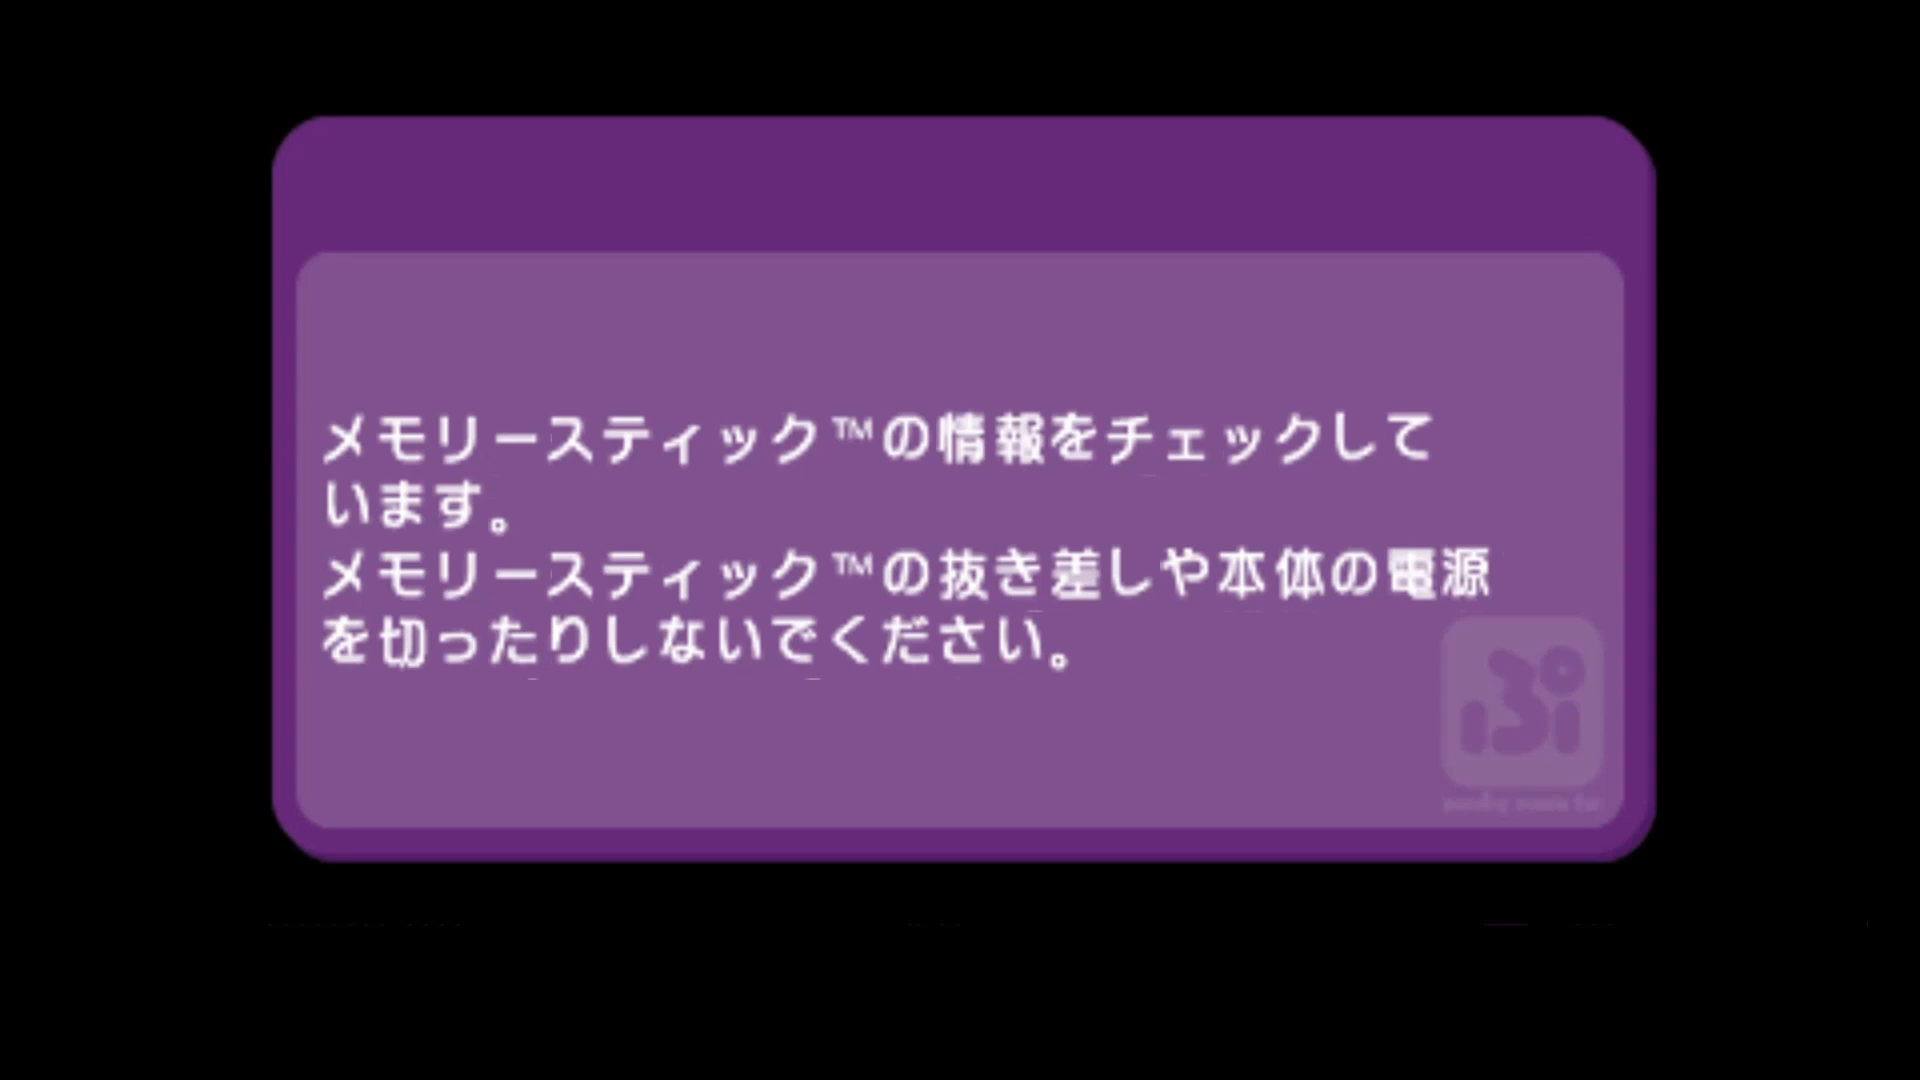 メモリースティック™の情報をチェックして
います。
メモリースティック™の抜き差しや本体の電源
を切ったりしないでください。
ぷ